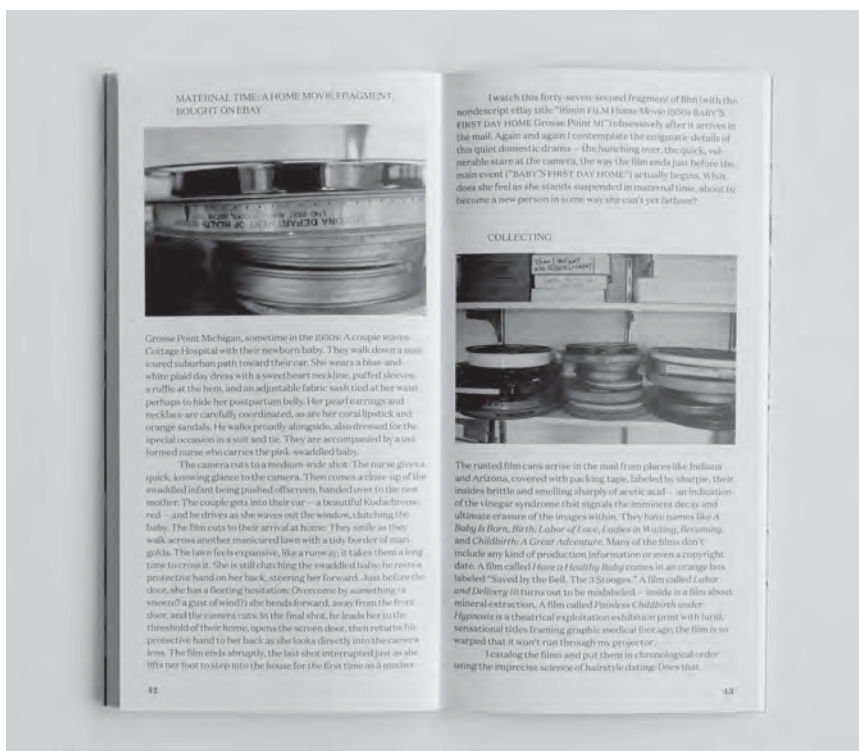 MATERNAL TIME: A HOME MOVIE FRAGMENT,
BOUGHT ON EBAY
ARIZONA DEPARTMENT OF HEALTH
Grosse Point Michigan, sometime in the 1950s: A couple leaves
Cottage Hospital with their newborn baby. They walk down a man-
icured suburban path toward their car. She wears a blue-and-
white plaid day dress with a sweetheart neckline, puffed sleeves,
a ruffle at the hem, and an adjustable fabric sash tied at her waist,
perhaps to hide her postpartum belly. Her pearl earrings and
necklace are carefully coordinated, as are her coral lipstick and
orange sandals. He walks proudly alongside, also dressed for the
special occasion in a suit and tie. They are accompanied by a uni-
formed nurse who carries the pink-swaddled baby.
The camera cuts to a medium-wide shot: The nurse gives a
quick, knowing glance to the camera. Then comes a close-up of the
swaddled infant being pushed offscreen, handed over to the new
mother. The couple gets into their car – a beautiful Kodachrome
red – and he drives as she waves out the window, clutching the
baby. The film cuts to their arrival at home: They smile as they
walk across another manicured lawn with a tidy border of mari-
golds. The lawn feels expansive, like a runway; it takes them a long
time to cross it. She is still clutching the swaddled baby; he rests a
protective hand on her back, steering her forward. Just before the
door, she has a fleeting hesitation: Overcome by something (a
sneeze? a gust of wind?) she bends forward, away from the front
door, and the camera cuts. In the final shot, he leads her to the
threshold of their home, opens the screen door, then returns his
protective hand to her back as she looks directly into the camera
lens. The film ends abruptly, the last shot interrupted just as she
lifts her foot to step into the house for the first time as a mother.
42
I watch this forty-seven-second fragment of film (with the
nondescript eBay title "16mm FILM Home Movie 1950s BABY'S
FIRST DAY HOME Grosse Point MI") obsessively after it arrives in
the mail. Again and again I contemplate the enigmatic details of
this quiet domestic drama – the hunching over, the quick, vul-
nerable stare at the camera, the way the film ends just before the
main event ("BABY'S FIRST DAY HOME") actually begins. What
does she feel as she stands suspended in maternal time, about to
become a new person in some way she can't yet fathom?
COLLECTING
The rusted film cans arrive in the mail from places like Indiana
and Arizona, covered with packing tape, labeled by sharpie, their
insides brittle and smelling sharply of acetic acid – an indication
of the vinegar syndrome that signals the imminent decay and
ultimate erasure of the images within. They have names like A
Baby Is Born, Birth: Labor of Love, Ladies in Waiting, Becoming,
and Childbirth: A Great Adventure. Many of the films don't
include any kind of production information or even a copyright
date. A film called Have a Healthy Baby comes in an orange box
labeled "Saved by the Bell, The 3 Stooges." A film called Labor
and Delivery III turns out to be mislabeled – inside is a film about
mineral extraction. A film called Painless Childbirth under
Hypnosis is a theatrical exploitation exhibition print with lurid,
sensational titles framing graphic medical footage; the film is so
warped that it won't run through my projector.
I catalog the films and put them in chronological order
using the imprecise science of hairstyle dating: Does that
43